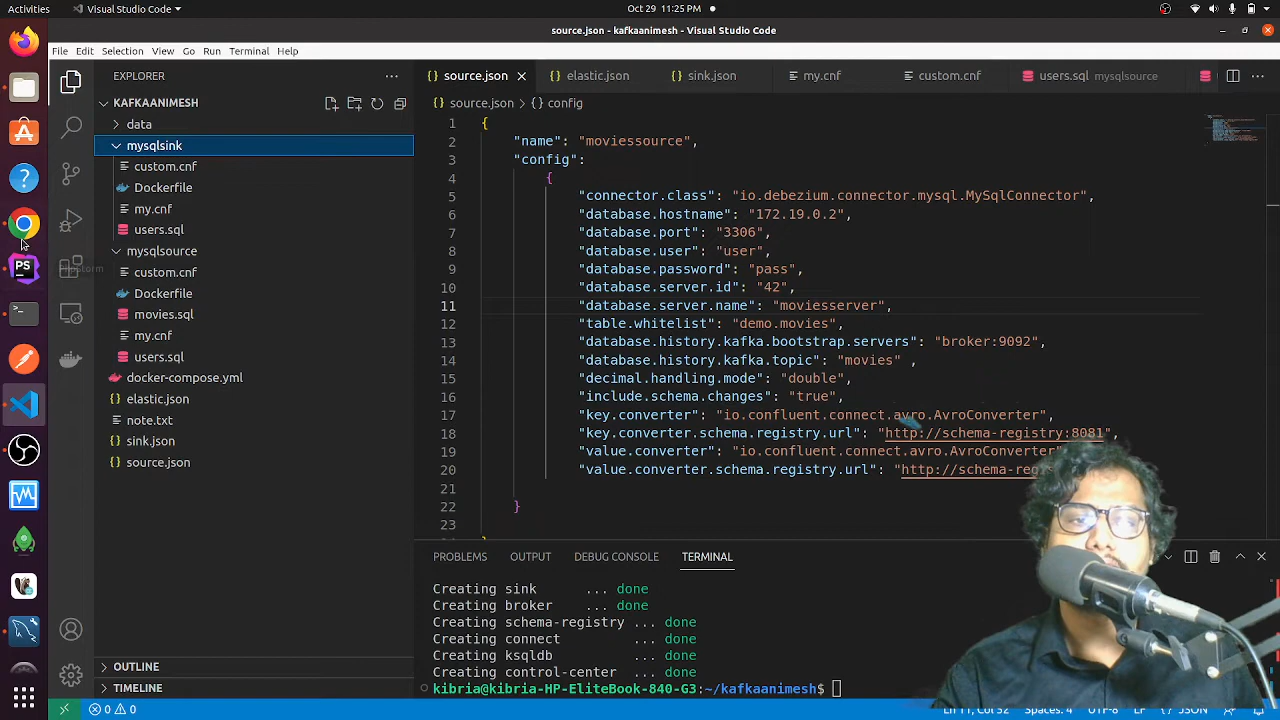 Activities
Visual Studio Code
Oct 29 11:25 PM
source.json - kafkaanimesh - Visual Studio Code
File Edit Selection View Go Run Terminal Help
EXPLORER
KAFKAANIMESH
data
mysqlsink
custom.cnf
Dockerfile
my.cnf
users.sql
mysqlsource
custom.cnf
Dockerfile
movies.sql
my.cnf
users.sql
docker-compose.yml
elastic.json
note.txt
sink.json
source.json
OUTLINE
TIMELINE
source.json elastic.json sink.json my.cnf custom.cnf users.sql mysqlsource
source.json > {} config
1 {
2 "name": "moviessource",
3 "config":
4 {
5 "connector.class": "io.debezium.connector.mysql.MySqlConnector",
6 "database.hostname": "172.19.0.2",
7 "database.port": "3306",
8 "database.user": "user",
9 "database.password": "pass",
10 "database.server.id": "42",
11 "database.server.name": "moviesserver",
12 "table.whitelist": "demo.movies",
13 "database.history.kafka.bootstrap.servers": "broker:9092",
14 "database.history.kafka.topic": "movies" ,
15 "decimal.handling.mode": "double",
16 "include.schema.changes": "true",
17 "key.converter": "io.confluent.connect.avro.AvroConverter",
18 "key.converter.schema.registry.url": "http://schema-registry:8081",
19 "value.converter": "io.confluent.connect.avro.AvroConverter"
20 "value.converter.schema.registry.url": "http://schema-reg
21
22 }
23
PROBLEMS OUTPUT DEBUG CONSOLE TERMINAL
Creating sink ... done
Creating broker ... done
Creating schema-registry ... done
Creating connect ... done
Creating ksqldb ... done
Creating control-center ... done
kibria@kibria-HP-EliteBook-840-G3:~/kafkaanimesh$
0 0
PS